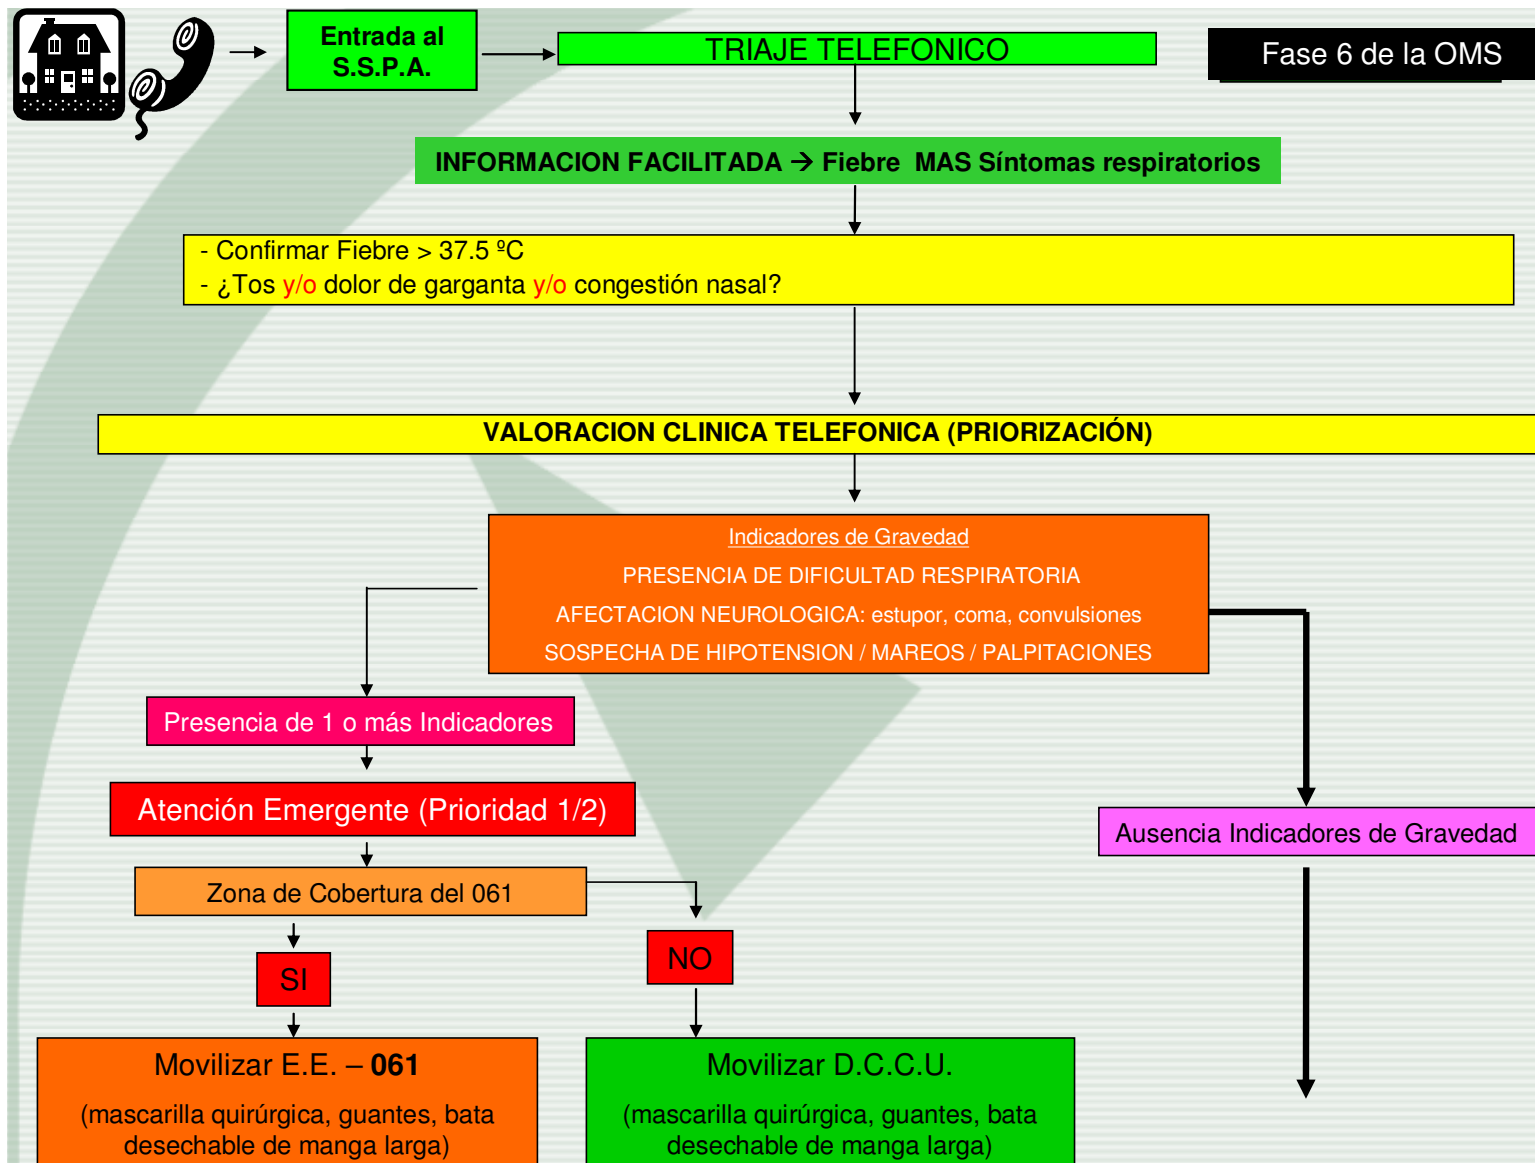 Entrada al
S.S.P.A.
TRIAJE TELEFONICO
Fase 6 de la OMS
INFORMACION FACILITADA → Fiebre MAS Síntomas respiratorios
- Confirmar Fiebre > 37.5 ºC
- ¿Tos y/o dolor de garganta y/o congestión nasal?
VALORACION CLINICA TELEFONICA (PRIORIZACIÓN)
Indicadores de Gravedad
PRESENCIA DE DIFICULTAD RESPIRATORIA
AFECTACION NEUROLOGICA: estupor, coma, convulsiones
SOSPECHA DE HIPOTENSION / MAREOS / PALPITACIONES
Presencia de 1 o más Indicadores
Atención Emergente (Prioridad 1/2)
Ausencia Indicadores de Gravedad
Zona de Cobertura del 061
SI
NO
Movilizar E.E. – 061
(mascarilla quirúrgica, guantes, bata
desechable de manga larga)
Movilizar D.C.C.U.
(mascarilla quirúrgica, guantes, bata
desechable de manga larga)